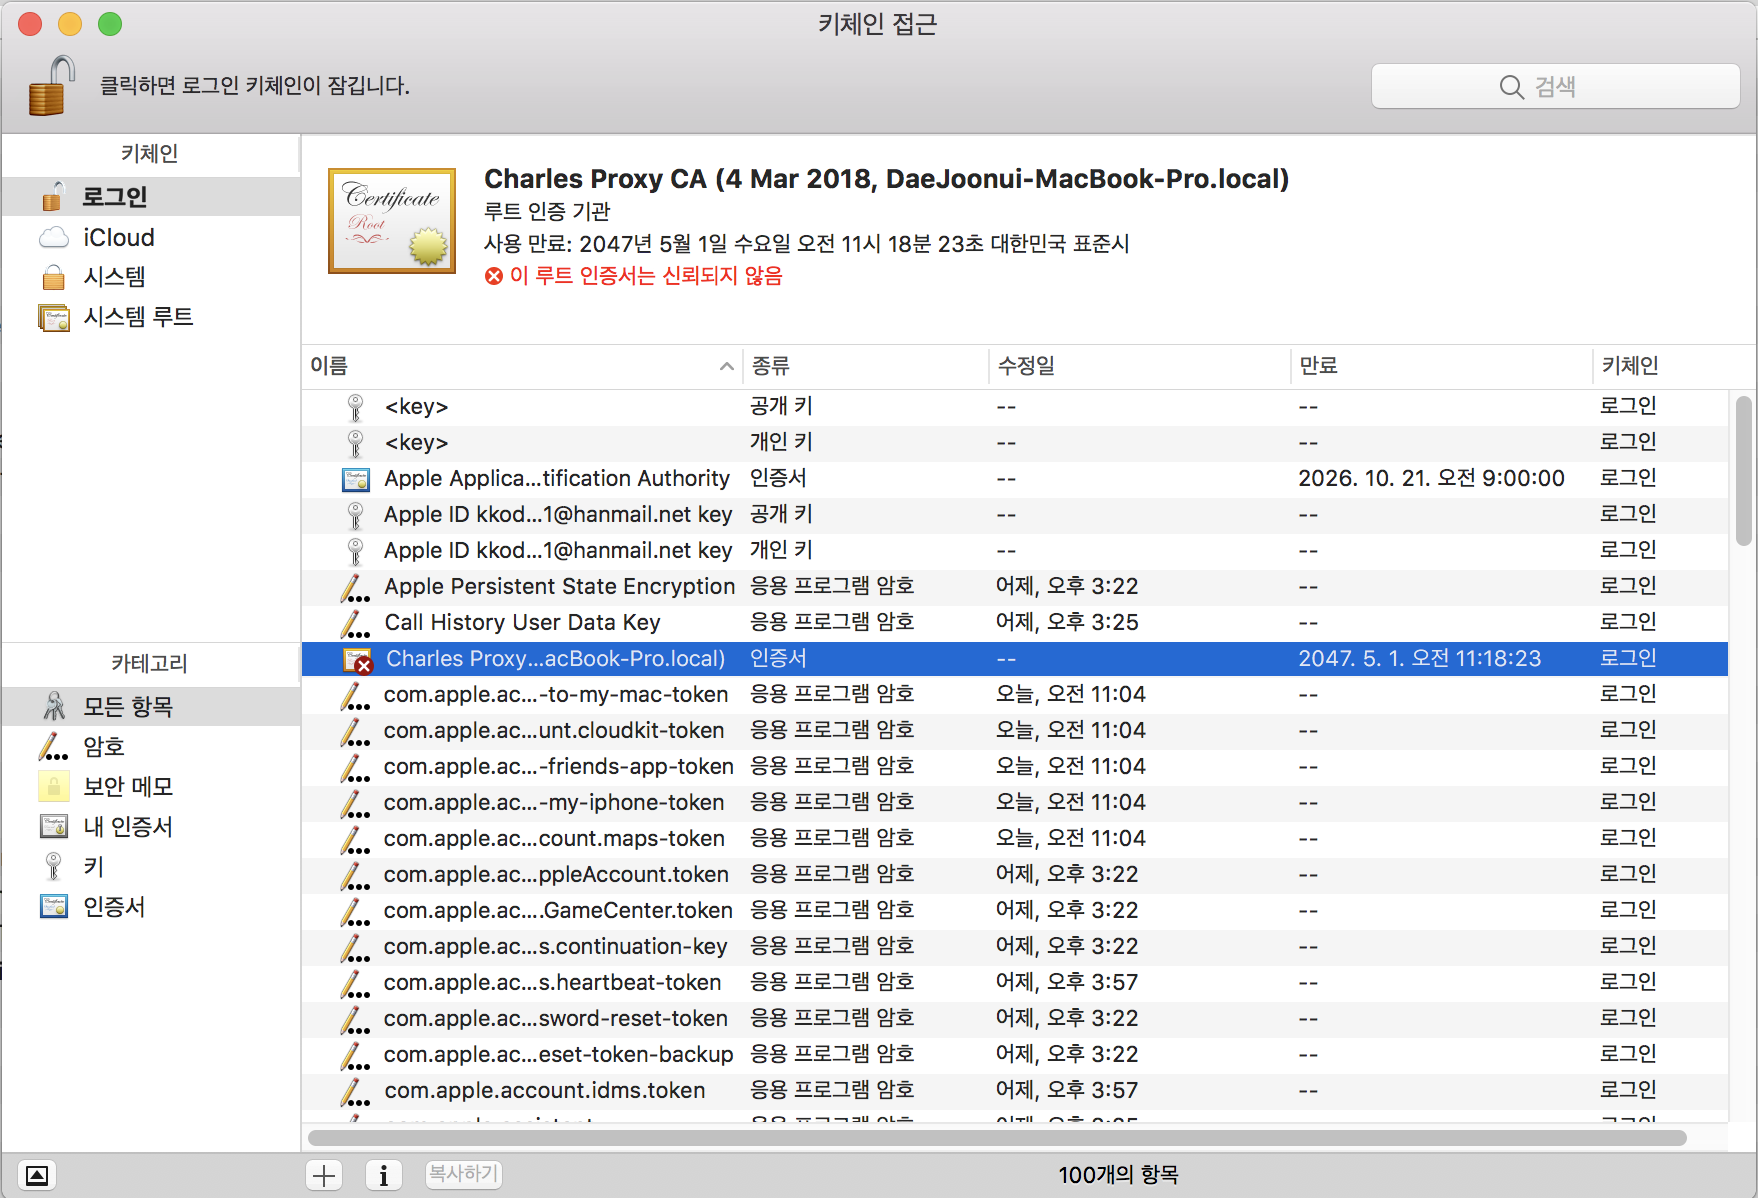 키체인 접근
클릭하면 로그인 키체인이 잠깁니다.
검색
키체인
로그인
iCloud
시스템
시스템 루트
카테고리
모든 항목
암호
보안 메모
내 인증서
키
인증서
Certificate
Root
Charles Proxy CA (4 Mar 2018, DaeJoonui-MacBook-Pro.local)
루트 인증 기관
사용 만료: 2047년 5월 1일 수요일 오전 11시 18분 23초 대한민국 표준시
이 루트 인증서는 신뢰되지 않음
이름 종류 수정일 만료 키체인
<key> 공개 키 -- -- 로그인
<key> 개인 키 -- -- 로그인
Apple Applica...tification Authority 인증서 -- 2026. 10. 21. 오전 9:00:00 로그인
Apple ID kkod...1@hanmail.net key 공개 키 -- -- 로그인
Apple ID kkod...1@hanmail.net key 개인 키 -- -- 로그인
Apple Persistent State Encryption 응용 프로그램 암호 어제, 오후 3:22 -- 로그인
Call History User Data Key 응용 프로그램 암호 어제, 오후 3:25 -- 로그인
Charles Proxy...acBook-Pro.local) 인증서 -- 2047. 5. 1. 오전 11:18:23 로그인
com.apple.ac...-to-my-mac-token 응용 프로그램 암호 오늘, 오전 11:04 -- 로그인
com.apple.ac...unt.cloudkit-token 응용 프로그램 암호 오늘, 오전 11:04 -- 로그인
com.apple.ac...-friends-app-token 응용 프로그램 암호 오늘, 오전 11:04 -- 로그인
com.apple.ac...-my-iphone-token 응용 프로그램 암호 오늘, 오전 11:04 -- 로그인
com.apple.ac...count.maps-token 응용 프로그램 암호 오늘, 오전 11:04 -- 로그인
com.apple.ac...ppleAccount.token 응용 프로그램 암호 어제, 오후 3:22 -- 로그인
com.apple.ac....GameCenter.token 응용 프로그램 암호 어제, 오후 3:22 -- 로그인
com.apple.ac...s.continuation-key 응용 프로그램 암호 어제, 오후 3:22 -- 로그인
com.apple.ac...s.heartbeat-token 응용 프로그램 암호 어제, 오후 3:57 -- 로그인
com.apple.ac...sword-reset-token 응용 프로그램 암호 어제, 오후 3:22 -- 로그인
com.apple.ac...eset-token-backup 응용 프로그램 암호 어제, 오후 3:22 -- 로그인
com.apple.account.idms.token 응용 프로그램 암호 어제, 오후 3:57 -- 로그인
복사하기
100개의 항목